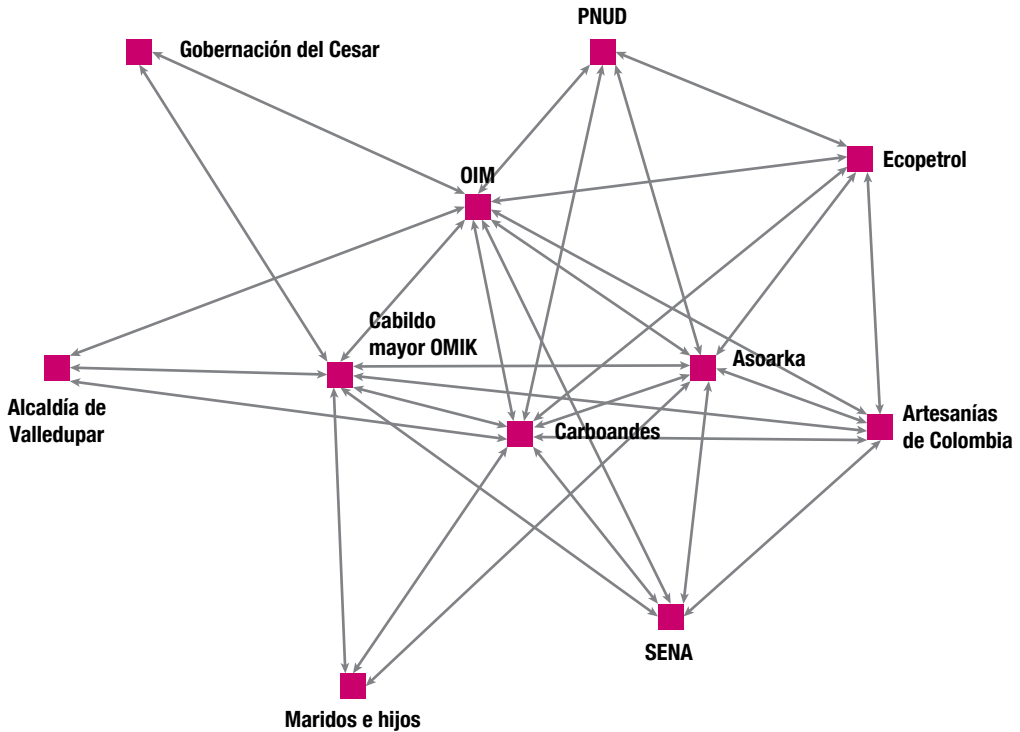 PNUD
Gobernación del Cesar
Ecopetrol
OIM
Cabildo
mayor OMIK
Asoarka
Alcaldía de
Valledupar
Carboandes
Artesanías
de Colombia
SENA
Maridos e hijos